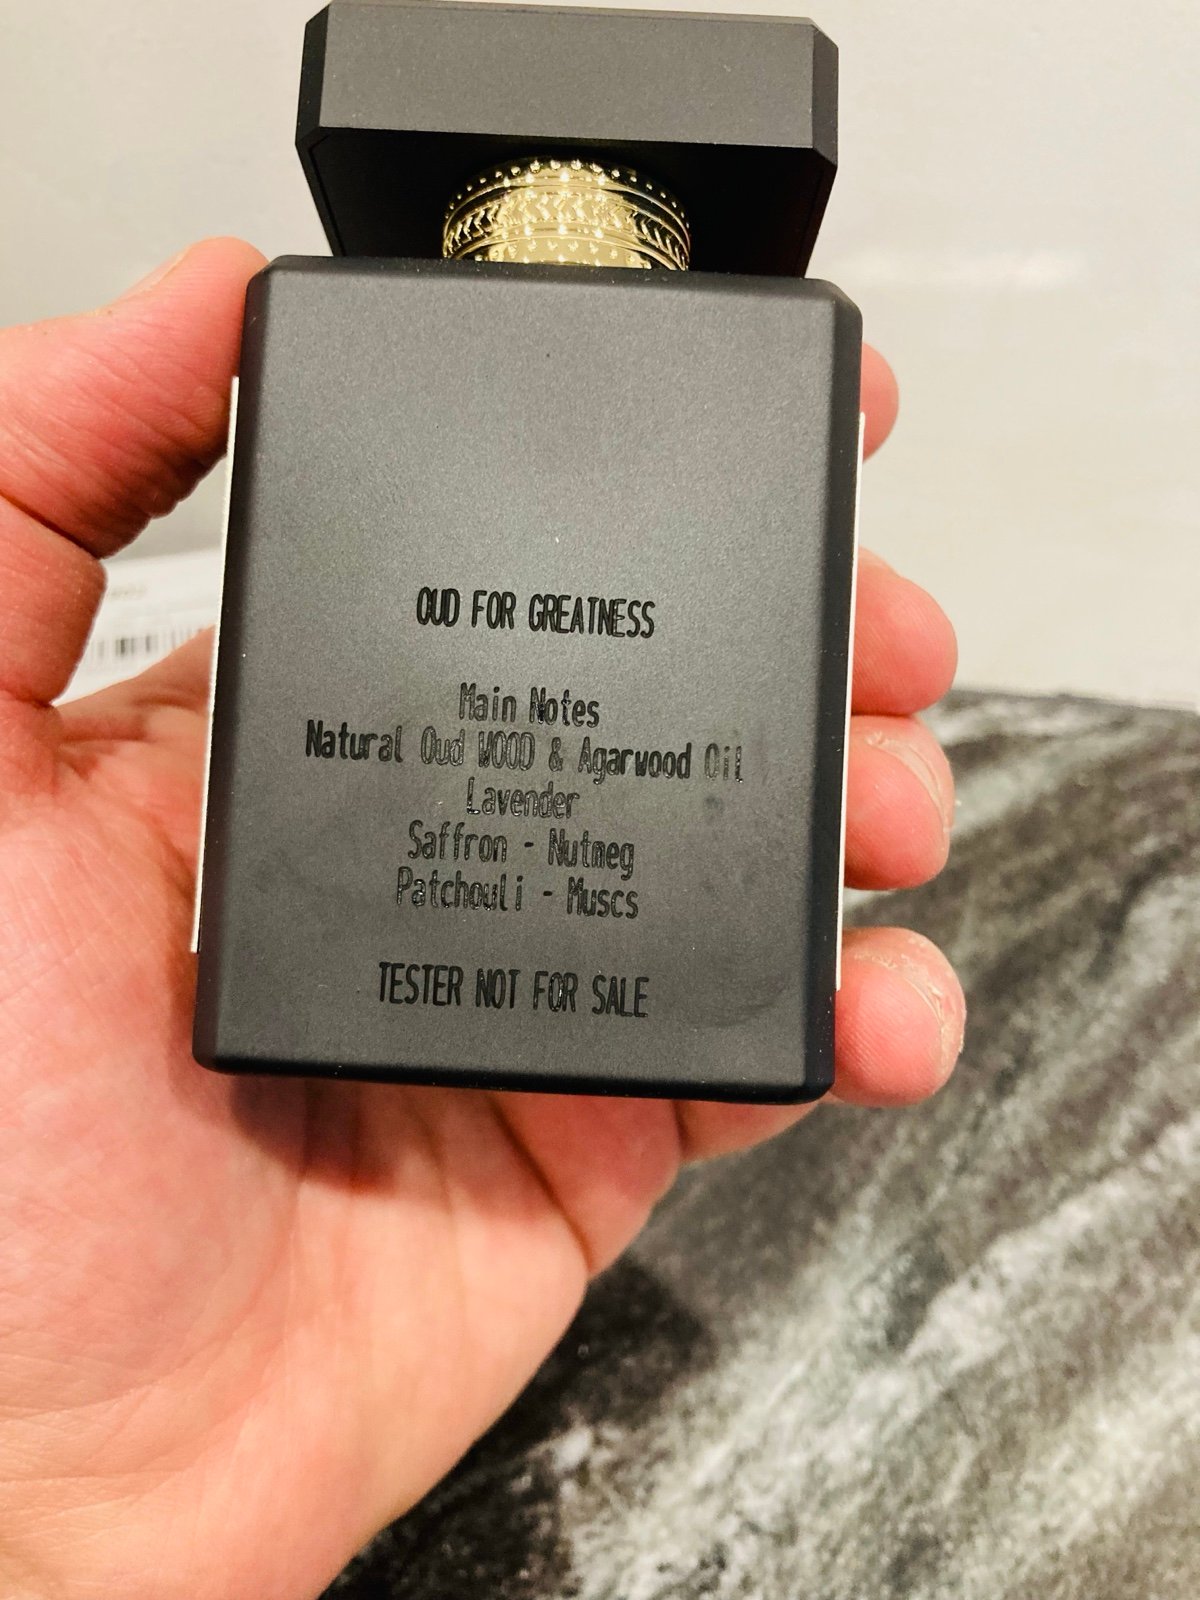 OUD FOR GREATNESS
Main Notes
Natural Oud WOOD & Agarwood Oil
Lavender
Saffron - Nutmeg
Patchouli - Muscs
TESTER NOT FOR SALE